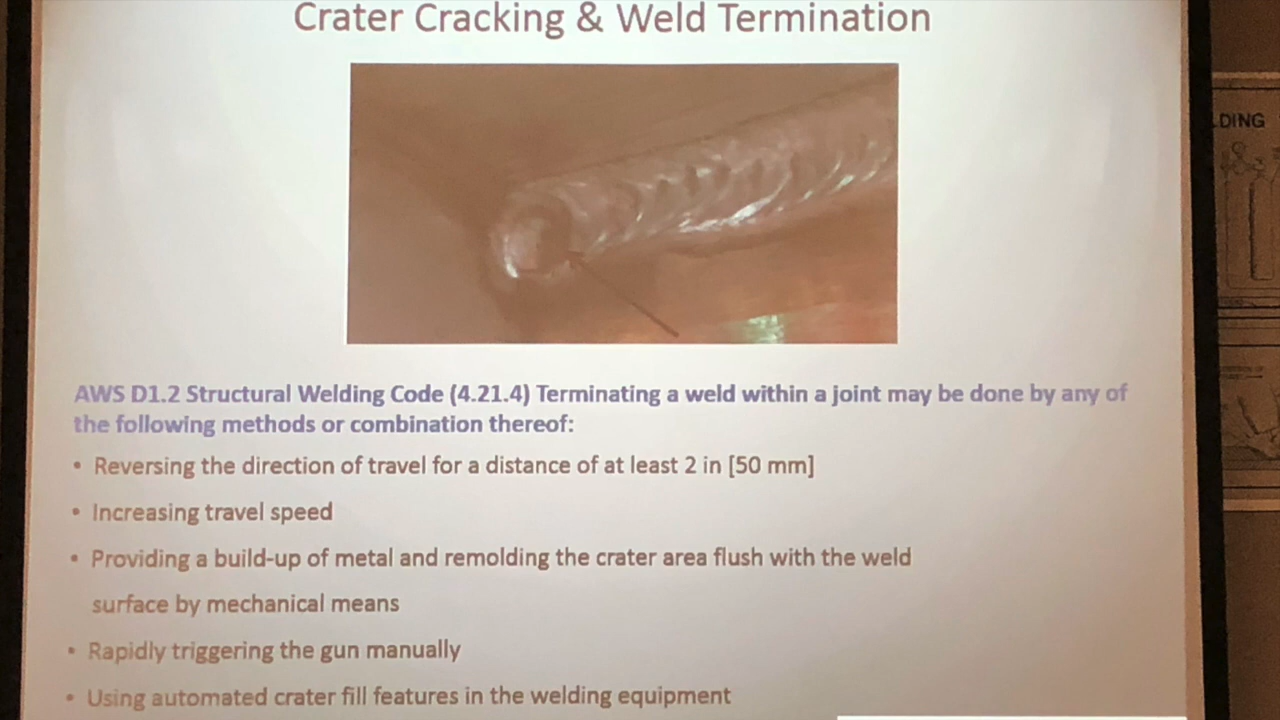 Crater Cracking & Weld Termination
DING
AWS D1.2 Structural Welding Code (4.21.4) Terminating a weld within a joint may be done by any of
the following methods or combination thereof:
• Reversing the direction of travel for a distance of at least 2 in [50 mm]
• Increasing travel speed
• Providing a build-up of metal and remolding the crater area flush with the weld
surface by mechanical means
• Rapidly triggering the gun manually
• Using automated crater fill features in the welding equipment